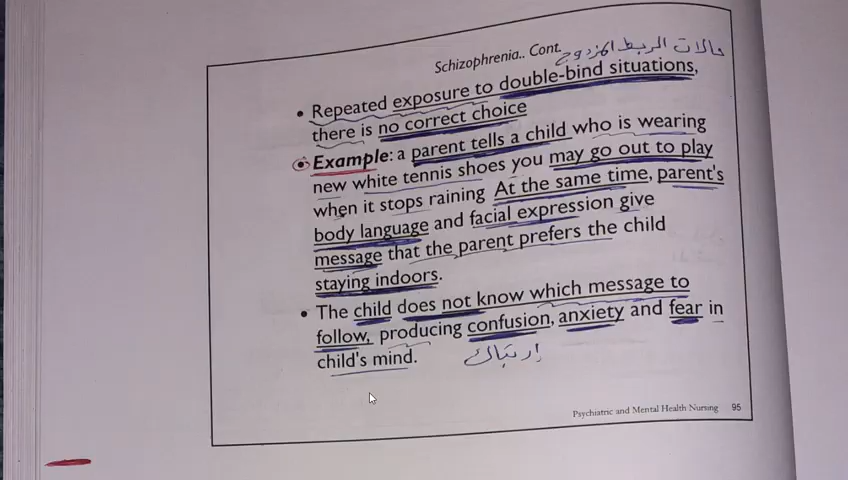 Schizophrenia.. Cont.
حالات الربط المزدوج
• Repeated exposure to double-bind situations,
there is no correct choice
Example: a parent tells a child who is wearing
new white tennis shoes you may go out to play
when it stops raining At the same time, parent's
body language and facial expression give
message that the parent prefers the child
staying indoors.
• The child does not know which message to
follow, producing confusion, anxiety and fear in
child's mind.
إرتباك
Psychiatric and Mental Health Nursing 95